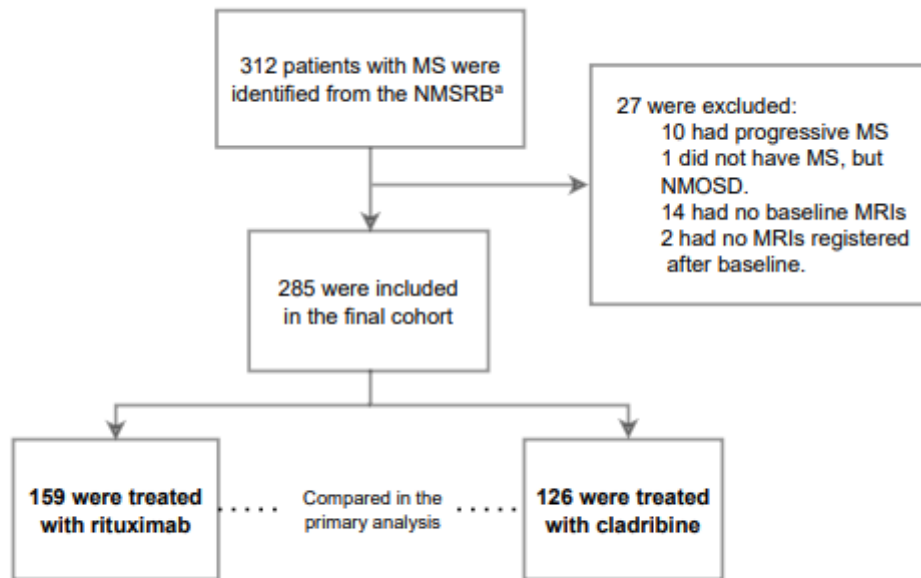 312 patients with MS were
identified from the NMSRBª
27 were excluded:
10 had progressive MS
1 did not have MS, but
NMOSD.
14 had no baseline MRIs
2 had no MRIs registered
after baseline.
285 were included
in the final cohort
159 were treated
with rituximab
Compared in the
primary analysis
126 were treated
with cladribine